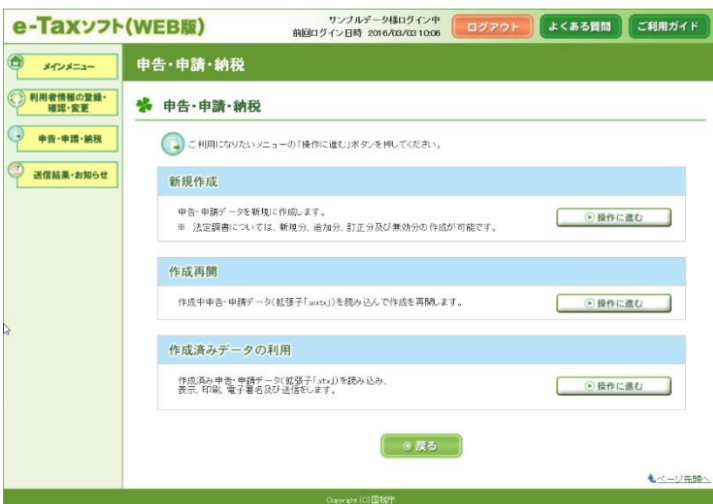 e-Taxソフト(WEB版)
サンプルデータ様ログイン中
前回ログイン日時 2016/03/03 10:06
ログアウト
よくある質問
ご利用ガイド
メインメニュー
利用者情報の登録・
確認・変更
申告・申請・納税
送信結果・お知らせ
申告・申請・納税
申告・申請・納税
ご利用になりたいメニューの「操作に進む」ボタンを押してください。
新規作成
申告・申請データを新規に作成します。
※ 法定調書については、新規分、追加分、訂正分及び無効分の作成が可能です。
操作に進む
作成再開
作成中申告・申請データ(拡張子「.wxtx」)を読み込んで作成を再開します。
操作に進む
作成済みデータの利用
作成済み申告・申請データ(拡張子「.xtx」)を読み込み、
表示、印刷、電子署名及び送信をします。
操作に進む
戻る
ページ先頭へ
Copyright (C) 国税庁